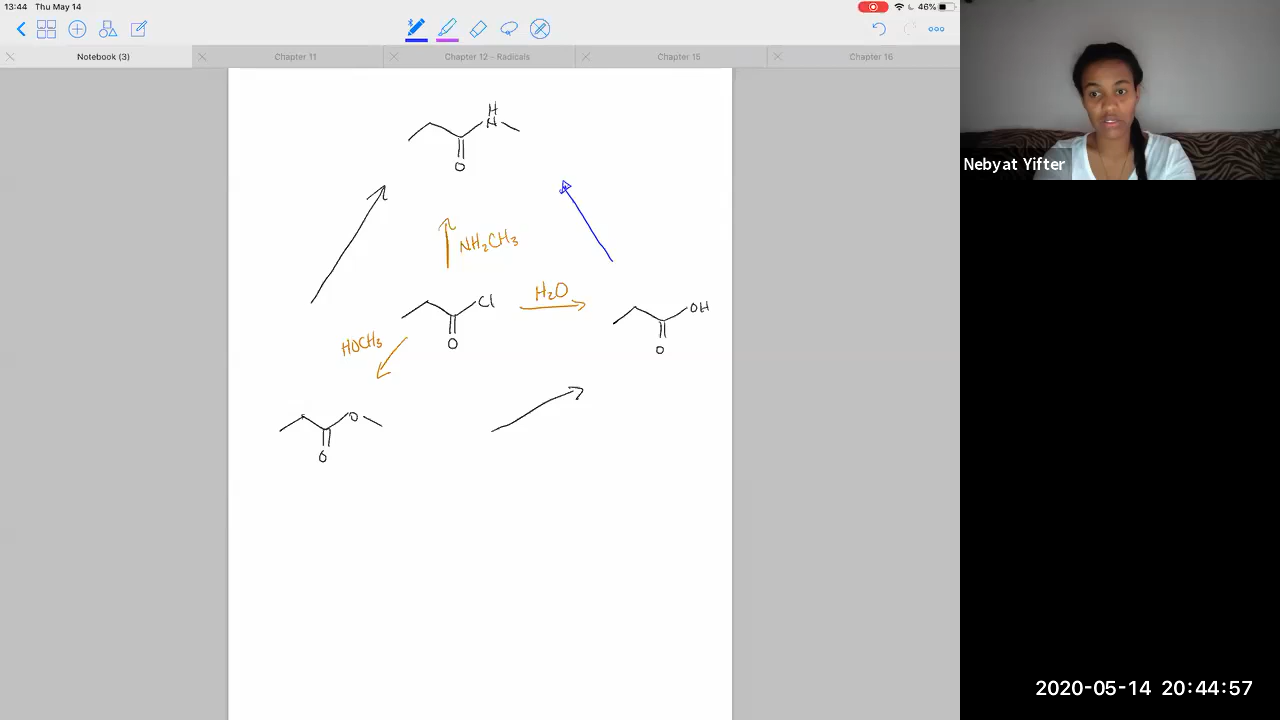 13:44 Thu May 14
46%
Notebook (3)
Chapter 11
Chapter 12 - Radicals
Chapter 15
Chapter 16
H
N
O
NH2CH3
Cl
O
H2O
OH
O
HOCH3
O
O
Nebyat Yifter
2020-05-14 20:44:57